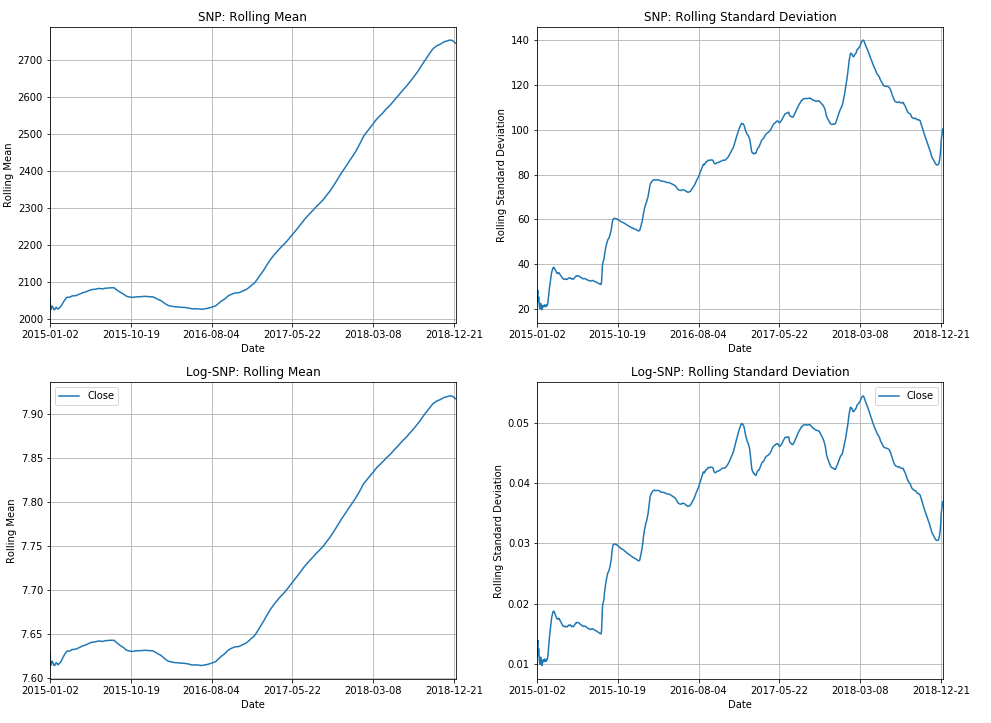 SNP: Rolling Mean
Rolling Mean
2700
2600
2500
2400
2300
2200
2100
2000
2015-01-02 2015-10-19 2016-08-04 2017-05-22 2018-03-08 2018-12-21
Date
SNP: Rolling Standard Deviation
Rolling Standard Deviation
140
120
100
80
60
40
20
2015-01-02 2015-10-19 2016-08-04 2017-05-22 2018-03-08 2018-12-21
Date
Log-SNP: Rolling Mean
Close
Rolling Mean
7.90
7.85
7.80
7.75
7.70
7.65
7.60
2015-01-02 2015-10-19 2016-08-04 2017-05-22 2018-03-08 2018-12-21
Date
Log-SNP: Rolling Standard Deviation
Close
Rolling Standard Deviation
0.05
0.04
0.03
0.02
0.01
2015-01-02 2015-10-19 2016-08-04 2017-05-22 2018-03-08 2018-12-21
Date